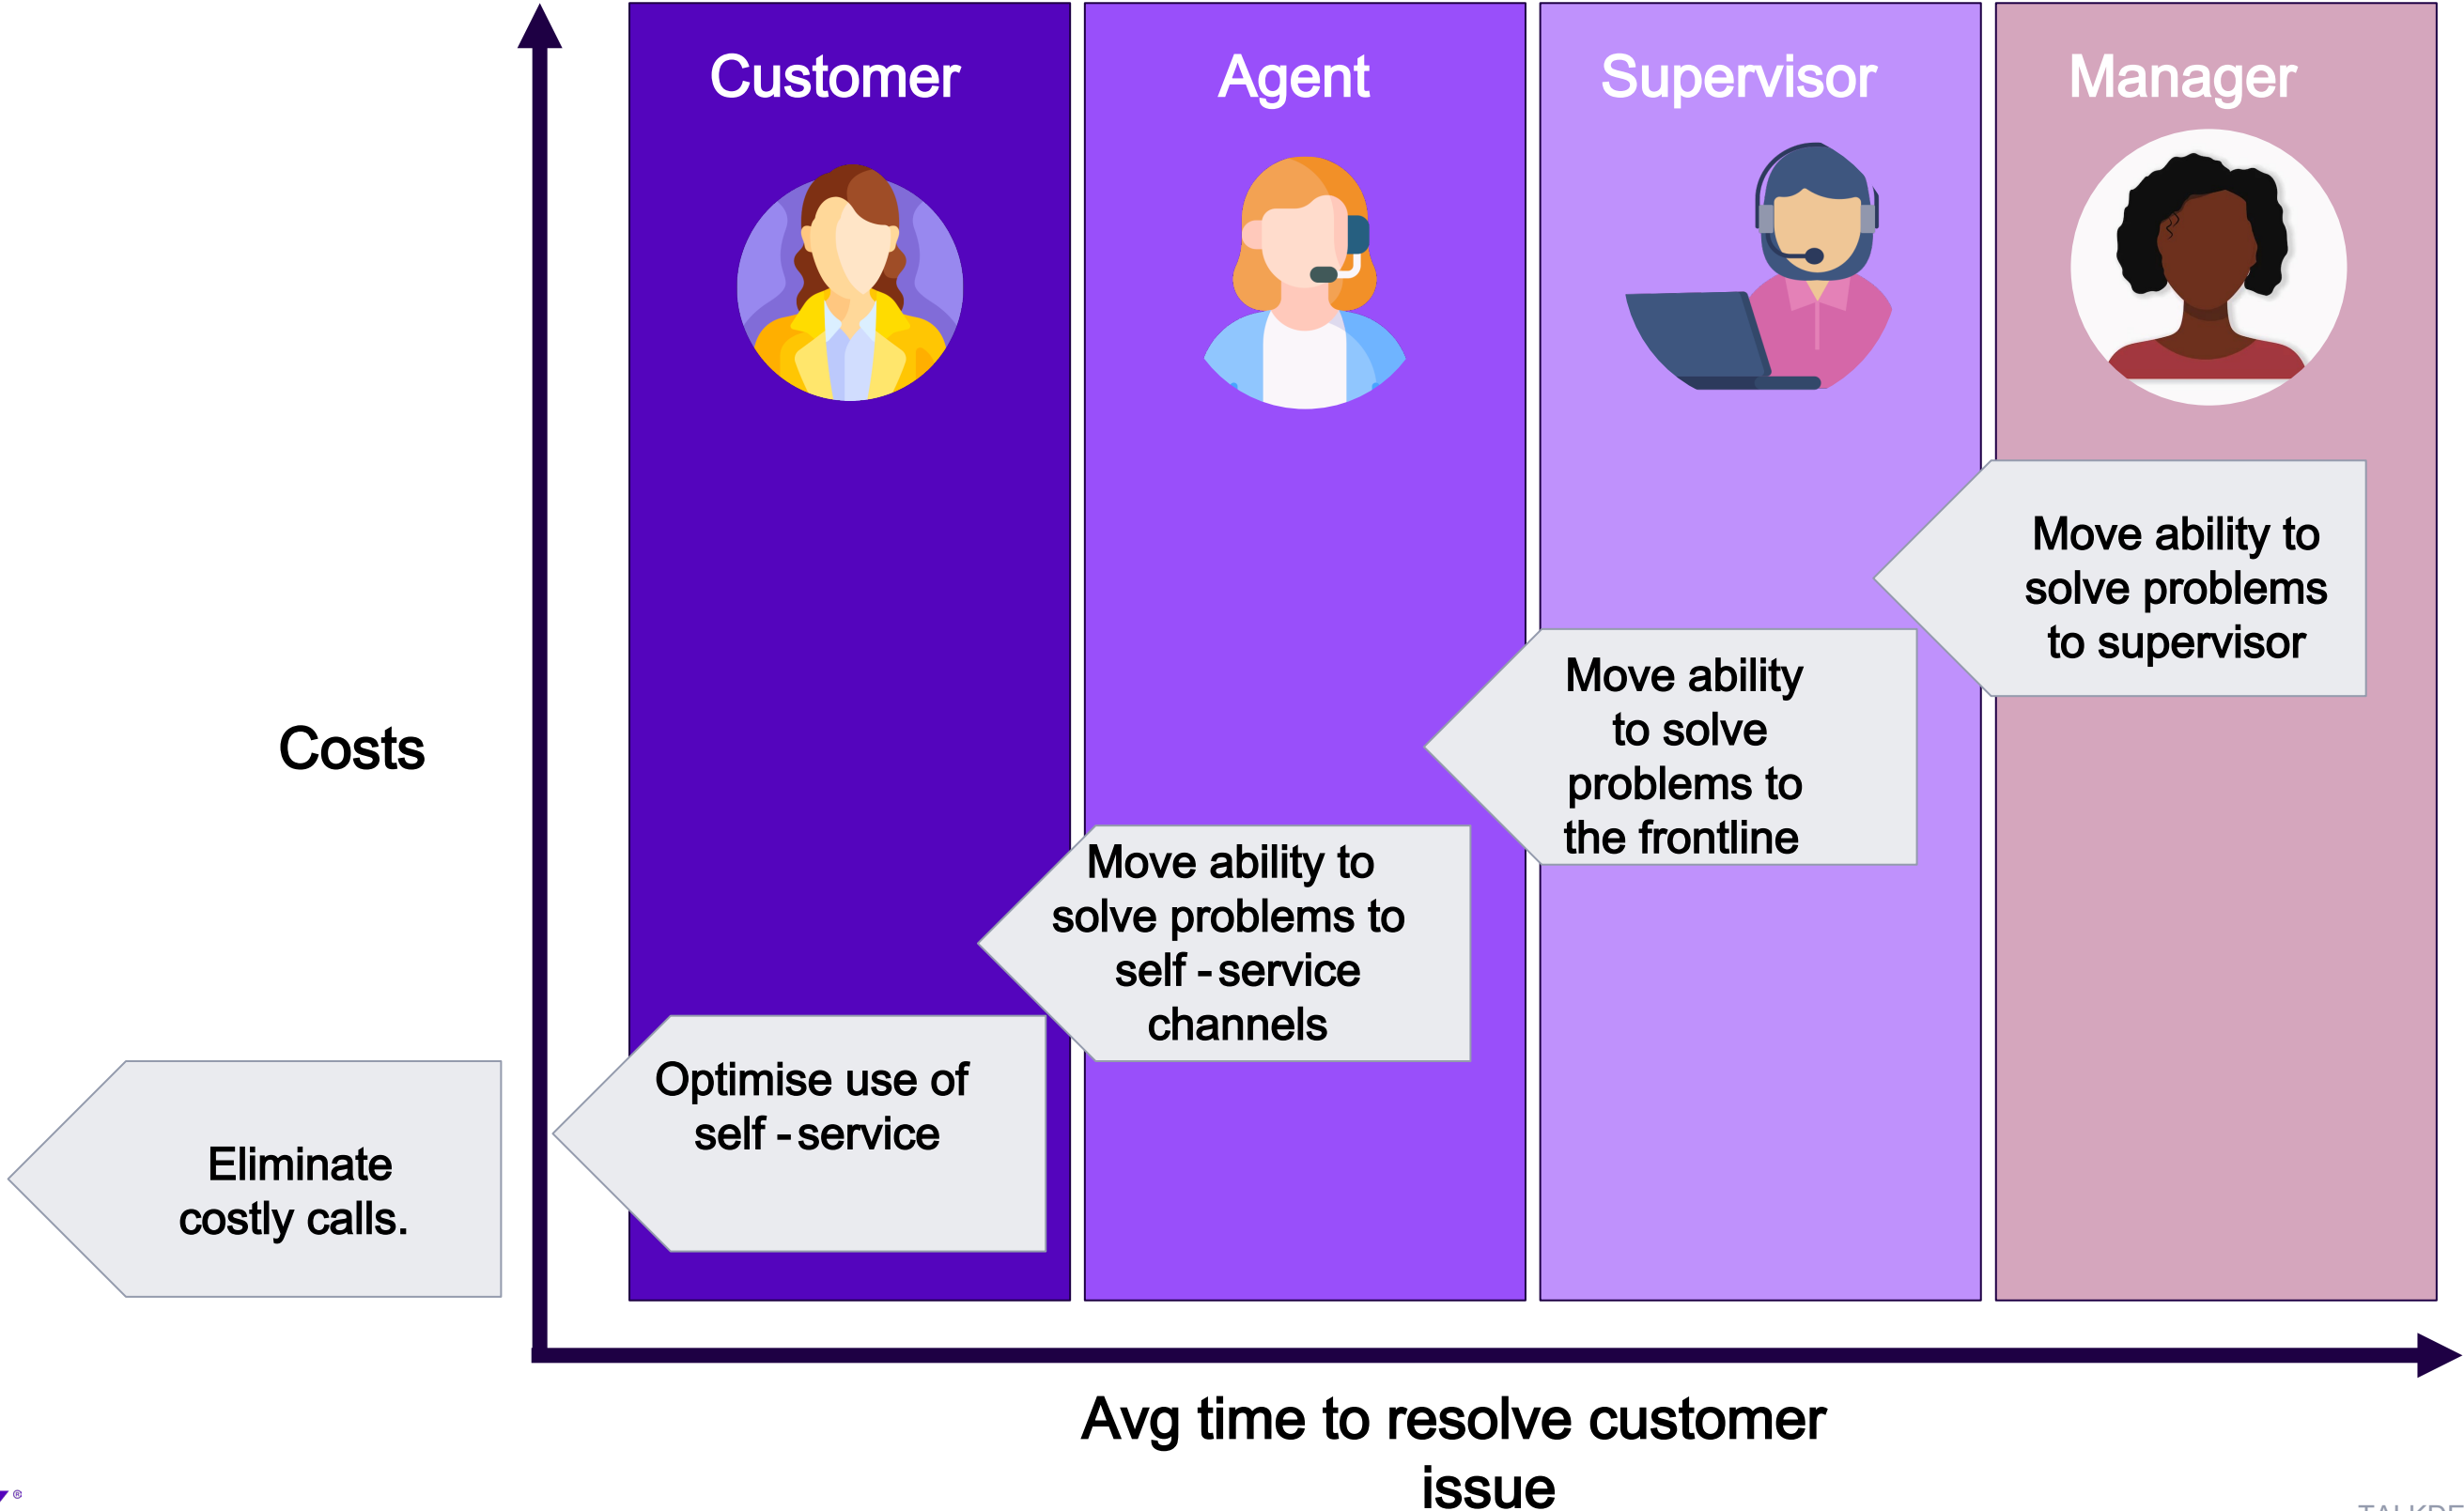 Customer
Agent
Supervisor
Manager
Move ability to
solve problems
to supervisor
Move ability
to solve
problems to
the frontline
Costs
Move ability to
solve problems to
self - service
channels
Optimise use of
self - service
Eliminate
costly calls.
Avg time to resolve customer
issue
®